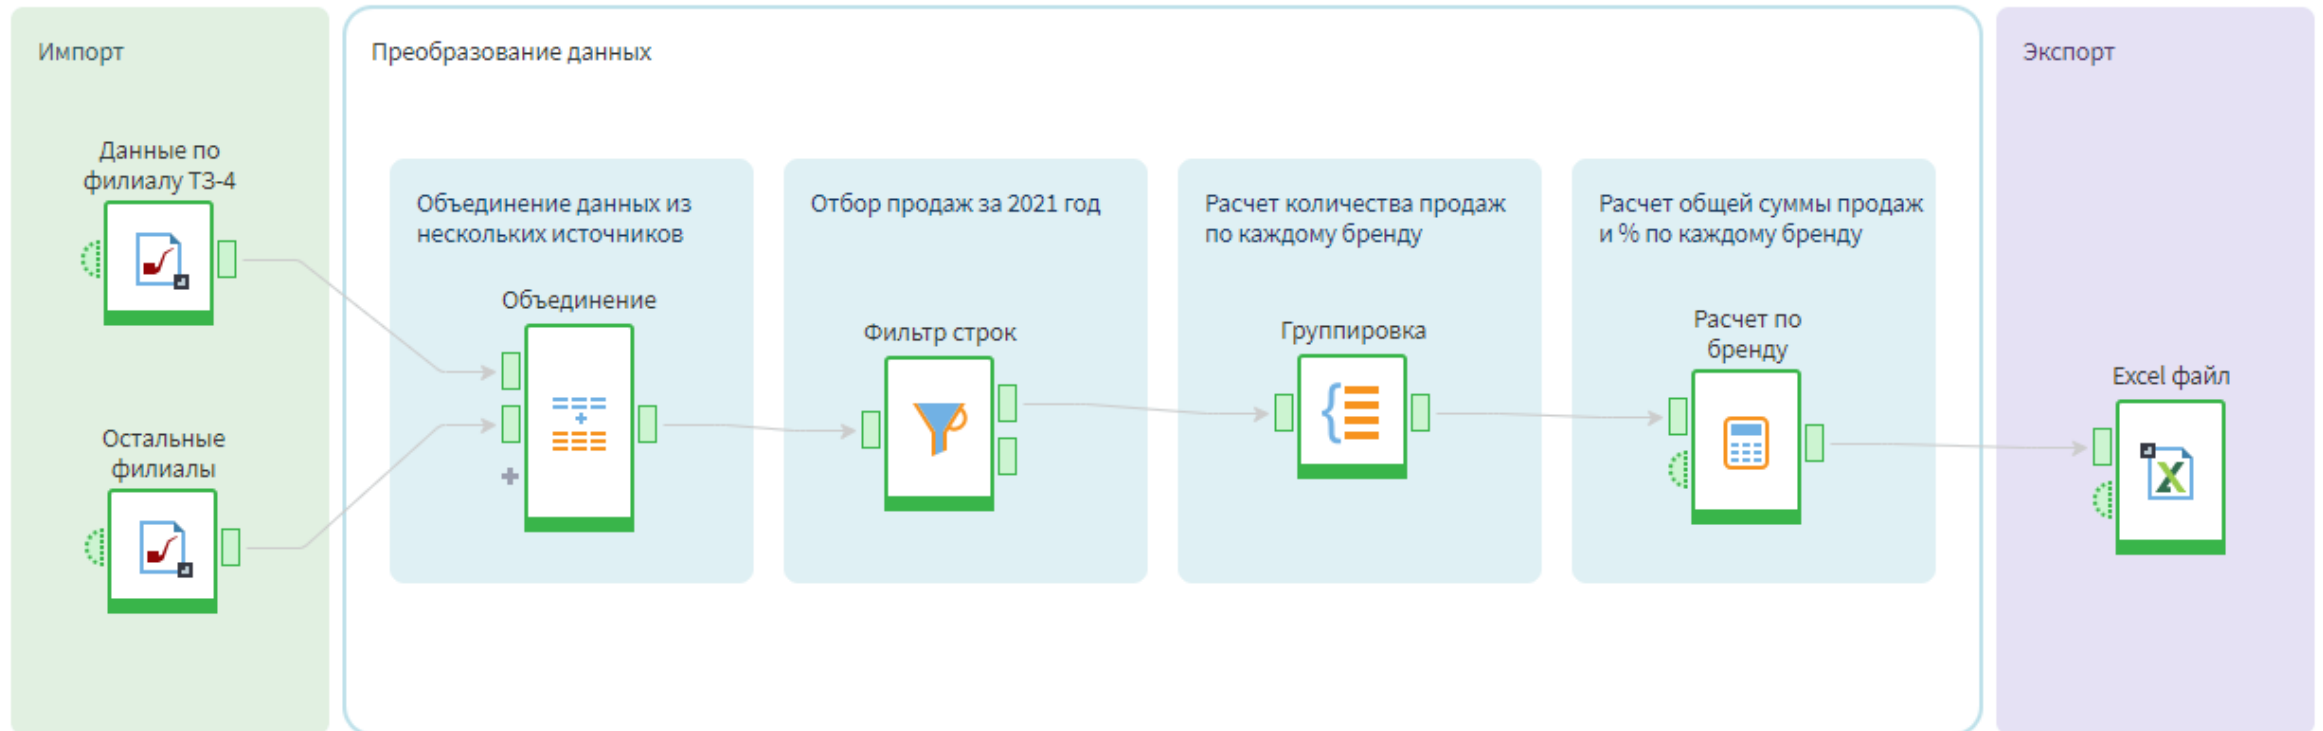 Импорт
Данные по
филиалу ТЗ-4
Остальные
филиалы
Преобразование данных
Объединение данных из
нескольких источников
Объединение
Отбор продаж за 2021 год
Фильтр строк
Расчет количества продаж
по каждому бренду
Группировка
Расчет общей суммы продаж
и % по каждому бренду
Расчет по
бренду
Экспорт
Excel файл